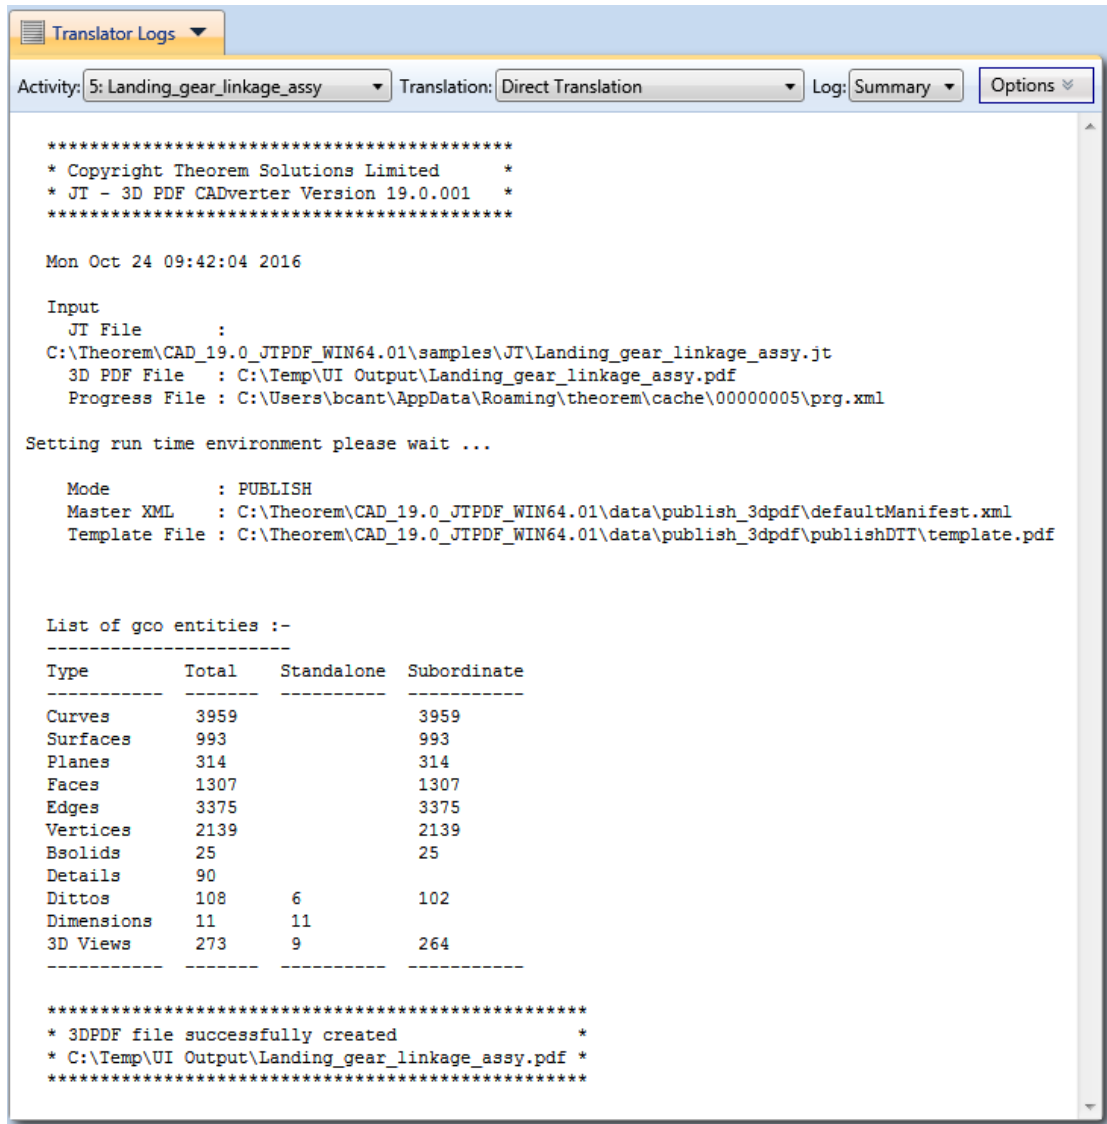 Translator Logs
Activity: 5: Landing_gear_linkage_assy Translation: Direct Translation Log: Summary Options
*********************************************
* Copyright Theorem Solutions Limited      *
* JT - 3D PDF CADverter Version 19.0.001   *
*********************************************
Mon Oct 24 09:42:04 2016
Input
JT File       :
C:\Theorem\CAD_19.0_JTPDF_WIN64.01\samples\JT\Landing_gear_linkage_assy.jt
3D PDF File   : C:\Temp\UI Output\Landing_gear_linkage_assy.pdf
Progress File : C:\Users\bcant\AppData\Roaming\theorem\cache\00000005\prg.xml
Setting run time environment please wait ...
Mode          : PUBLISH
Master XML    : C:\Theorem\CAD_19.0_JTPDF_WIN64.01\data\publish_3dpdf\defaultManifest.xml
Template File : C:\Theorem\CAD_19.0_JTPDF_WIN64.01\data\publish_3dpdf\publishDTT\template.pdf
List of gco entities :-
-----------------------
Type         Total    Standalone  Subordinate
-----------  -------  ----------  -----------
Curves        3959                 3959
Surfaces      993                  993
Planes        314                  314
Faces         1307                 1307
Edges         3375                 3375
Vertices      2139                 2139
Bsolids       25                   25
Details       90
Dittos        108      6           102
Dimensions    11       11
3D Views      273      9           264
-----------  -------  ----------  -----------
***************************************************
* 3DPDF file successfully created                 *
* C:\Temp\UI Output\Landing_gear_linkage_assy.pdf *
***************************************************